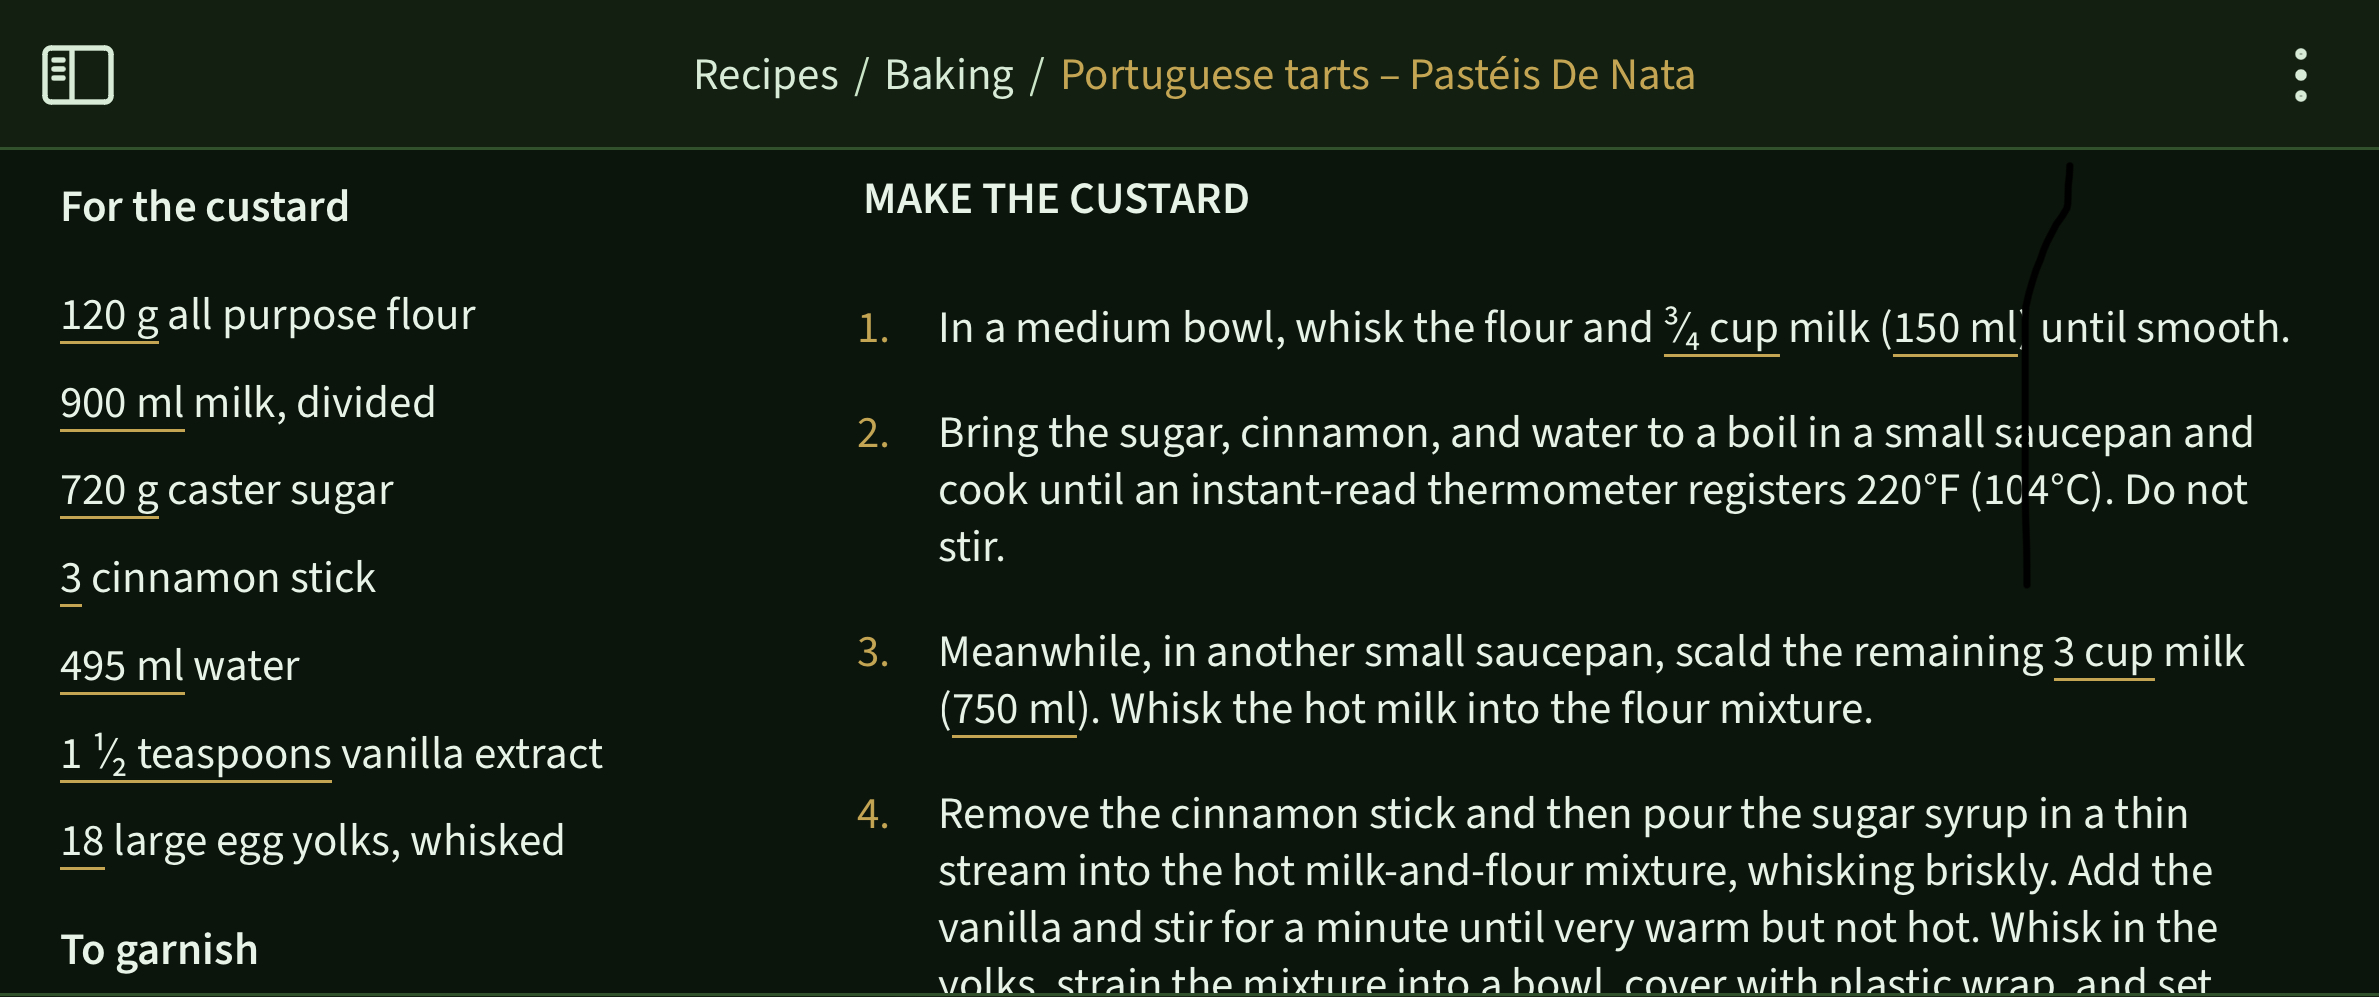 Recipes / Baking / Portuguese tarts – Pastéis De Nata
For the custard
120 g all purpose flour
900 ml milk, divided
720 g caster sugar
3 cinnamon stick
495 ml water
1 ½ teaspoons vanilla extract
18 large egg yolks, whisked
To garnish
MAKE THE CUSTARD
1. In a medium bowl, whisk the flour and ¾ cup milk (150 ml) until smooth.
2. Bring the sugar, cinnamon, and water to a boil in a small saucepan and
cook until an instant-read thermometer registers 220°F (104°C). Do not
stir.
3. Meanwhile, in another small saucepan, scald the remaining 3 cup milk
(750 ml). Whisk the hot milk into the flour mixture.
4. Remove the cinnamon stick and then pour the sugar syrup in a thin
stream into the hot milk-and-flour mixture, whisking briskly. Add the
vanilla and stir for a minute until very warm but not hot. Whisk in the
yolks, strain the mixture into a bowl, cover with plastic wrap, and set